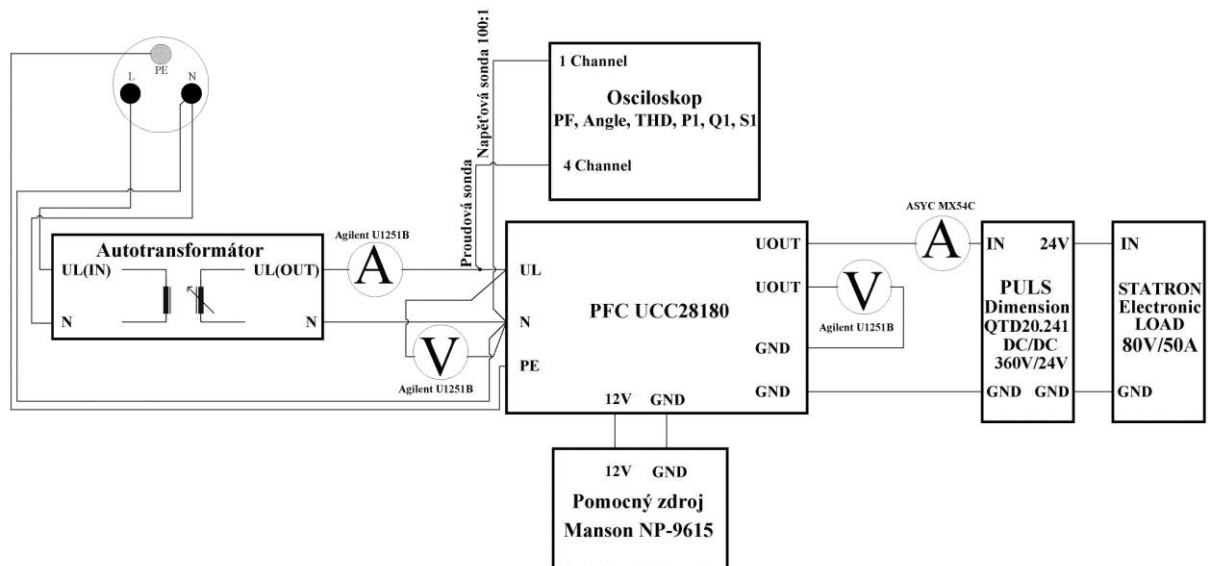 PE
L
N
Napěťová sonda 100:1
Proudová sonda
1 Channel
Osciloskop
PF, Angle, THD, P1, Q1, S1
4 Channel
Autotransformátor
UL(IN)
UL(OUT)
N
N
Agilent U1251B
A
V
Agilent U1251B
UL
N
PE
PFC UCC28180
UOUT
UOUT
GND
GND
12V
GND
12V
GND
Pomocný zdroj
Manson NP-9615
ASYC MX54C
A
V
Agilent U1251B
IN
24V
PULS
Dimension
QTD20.241
DC/DC
360V/24V
GND
GND
IN
STATRON
Electronic
LOAD
80V/50A
GND